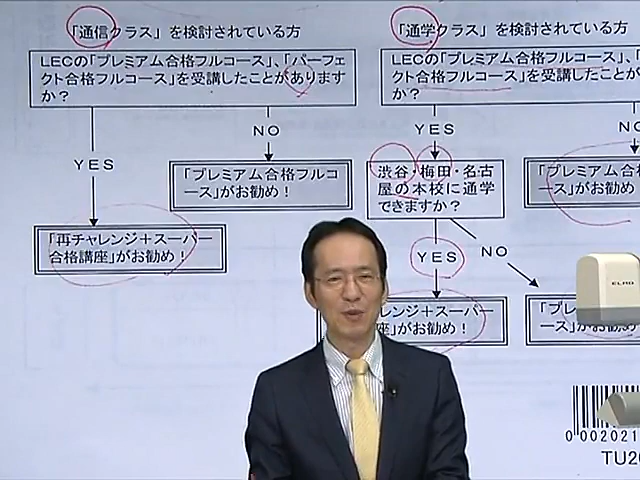 「通信クラス」を検討されている方
LECの「プレミアム合格フルコース」、「パーフェ
クト合格フルコース」を受講したことがあります
か？
YES
NO
「プレミアム合格フルコ
ース」がお勧め！
「再チャレンジ＋スーパー
合格講座」がお勧め！
「通学クラス」を検討されている方
LECの「プレミアム合格フルコース」、「
クト合格フルコース」を受講したことが
か？
YES
渋谷・梅田・名古
屋の本校に通学
できますか？
「プレミアム合
ース」がお勧め
YES
NO
レンジ＋スーパー
座」がお勧め！
「プレ
ース」がお勧め
ELMO
0 002021
TU20